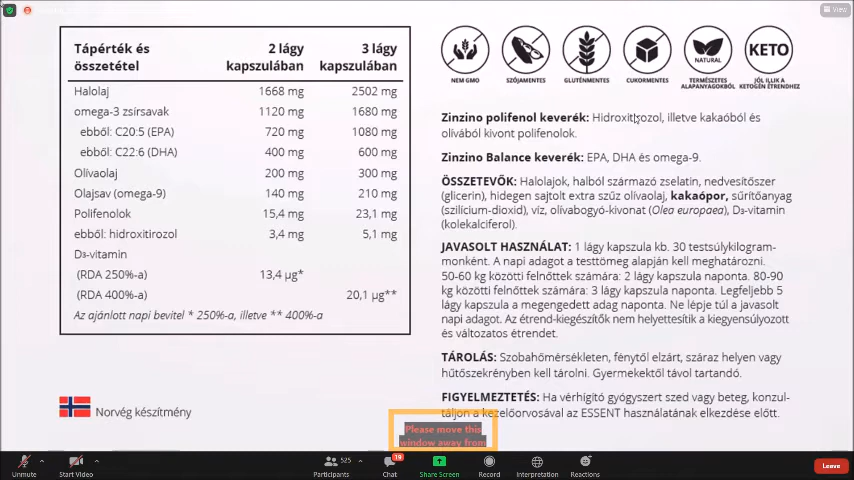 View
Tápérték és összetétel 2 lágy kapszulában 3 lágy kapszulában
Halolaj 1668 mg 2502 mg
omega-3 zsírsavak 1120 mg 1680 mg
ebből: C20:5 (EPA) 720 mg 1080 mg
ebből: C22:6 (DHA) 400 mg 600 mg
Olívaolaj 200 mg 300 mg
Olajsav (omega-9) 140 mg 210 mg
Polifenolok 15,4 mg 23,1 mg
ebből: hidroxitirozol 3,4 mg 5,1 mg
D₃-vitamin
(RDA 250%-a) 13,4 µg*
(RDA 400%-a) 20,1 µg**
Az ajánlott napi bevitel * 250%-a, illetve ** 400%-a
Norvég készítmény
NATURAL
KETO
NEM GMO
SZÓJAMENTES
GLUTÉNMENTES
CUKORMENTES
TERMÉSZETES
ALAPANYAGOKBÓL
JÓL ILLIK A
KETOGÉN ÉTRENDHEZ
Zinzino polifenol keverék: Hidroxitirozol, illetve kakaóból és
olívából kivont polifenolok.
Zinzino Balance keverék: EPA, DHA és omega-9.
ÖSSZETEVŐK: Halolajok, halból származó zselatin, nedvesítőszer
(glicerin), hidegen sajtolt extra szűz olívaolaj, kakaópor, sűrítőanyag
(szilícium-dioxid), víz, olívabogyó-kivonat (Olea europaea), D₃-vitamin
(kolekalciferol).
JAVASOLT HASZNÁLAT: 1 lágy kapszula kb. 30 testsúlykilogram-
monként. A napi adagot a testtömeg alapján kell meghatározni.
50-60 kg közötti felnőttek számára: 2 lágy kapszula naponta. 80-90
kg közötti felnőttek számára: 3 lágy kapszula naponta. Legfeljebb 5
lágy kapszula a megengedett adag naponta. Ne lépje túl a javasolt
napi adagot. Az étrend-kiegészítők nem helyettesítik a kiegyensúlyozott
és változatos étrendet.
TÁROLÁS: Szobahőmérsékleten, fénytől elzárt, száraz helyen vagy
hűtőszekrényben kell tárolni. Gyermekektől távol tartandó.
FIGYELMEZTETÉS: Ha vérhígító gyógyszert szed vagy beteg, konzul-
táljon a kezelőorvosával az ESSENT használatának elkezdése előtt.
Please move this
window away from
Unmute
Start Video
Participants 525
Chat 19
Share Screen
Record
Interpretation
Reactions
Leave